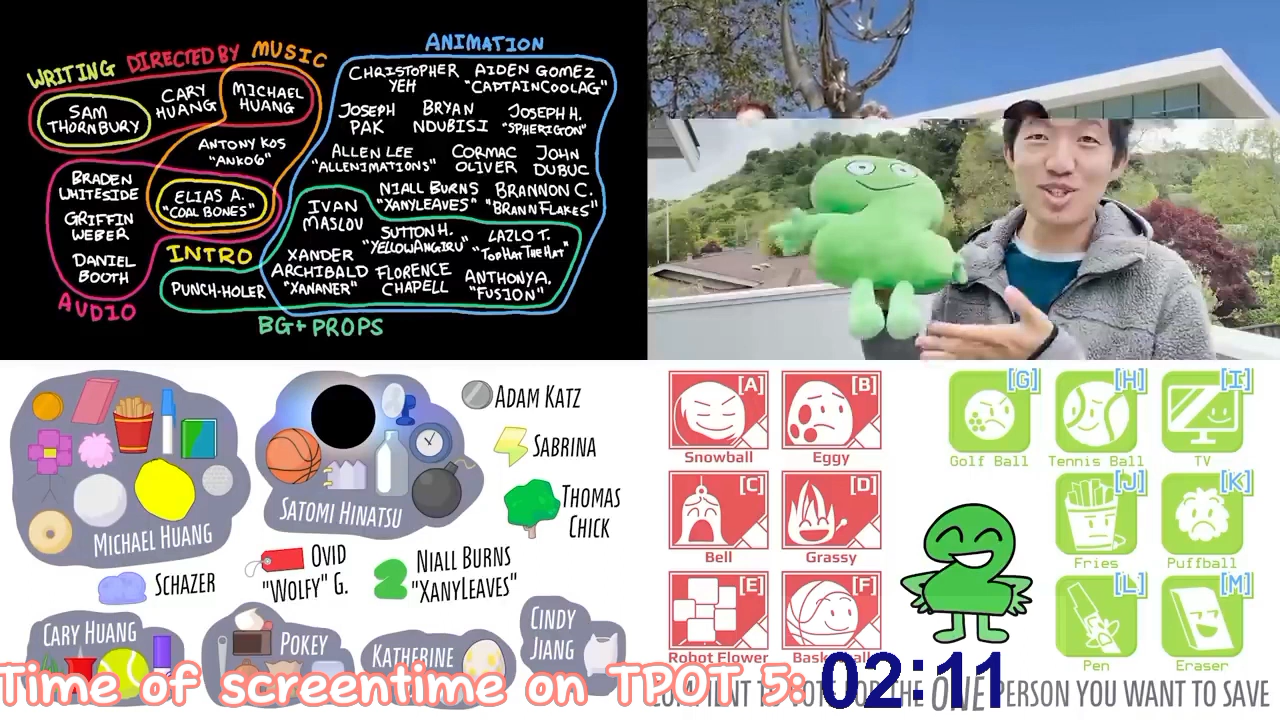 ANIMATION
WRITING DIRECTED BY MUSIC
SAM THORNBURY
CARY HUANG
MICHAEL HUANG
ANTONY KOS "ANKOG"
ELIAS A. "COAL BONES"
BRADEN WHITESIDE
GRIFFIN WEBER
DANIEL BOOTH
AUDIO
INTRO
PUNCH-HOLER
BG+PROPS
CHRISTOPHER YEH
AIDEN GOMEZ "CAPTAINCOOLAG"
JOSEPH PAK
BRYAN NDUBISI
JOSEPH H. "SPHERIGON"
ALLEN LEE "ALLENIMATIONS"
CORMAC OLIVER
JOHN DUBUC
NIALL BURNS "XANYLEAVES"
BRANNON C. "BRANNFLAKES"
IVAN MASLOV
SUTTON H. "YELLOWANGIRU"
LAZLO T. "TOPHATTHEHAT"
XANDER ARCHIBALD "XANANER"
FLORENCE CHAPELL
ANTHONY A. "FUSION"
MICHAEL HUANG
SATOMI HINATSU
ADAM KATZ
SABRINA
THOMAS CHICK
SCHAZER
OVID "WOLFY" G.
NIALL BURNS "XANYLEAVES"
CARY HUANG
POKEY
KATHERINE
CINDY JIANG
[A] Snowball
[B] Eggy
[C] Bell
[D] Grassy
[E] Robot Flower
[F]
[G] Golf Ball
[H] Tennis Ball
[I] TV
[J] Fries
[K] Puffball
[L] Pen
[M] Eraser
THE ONE PERSON YOU WANT TO SAVE
Time of screentime on TPOT 5: 02:11